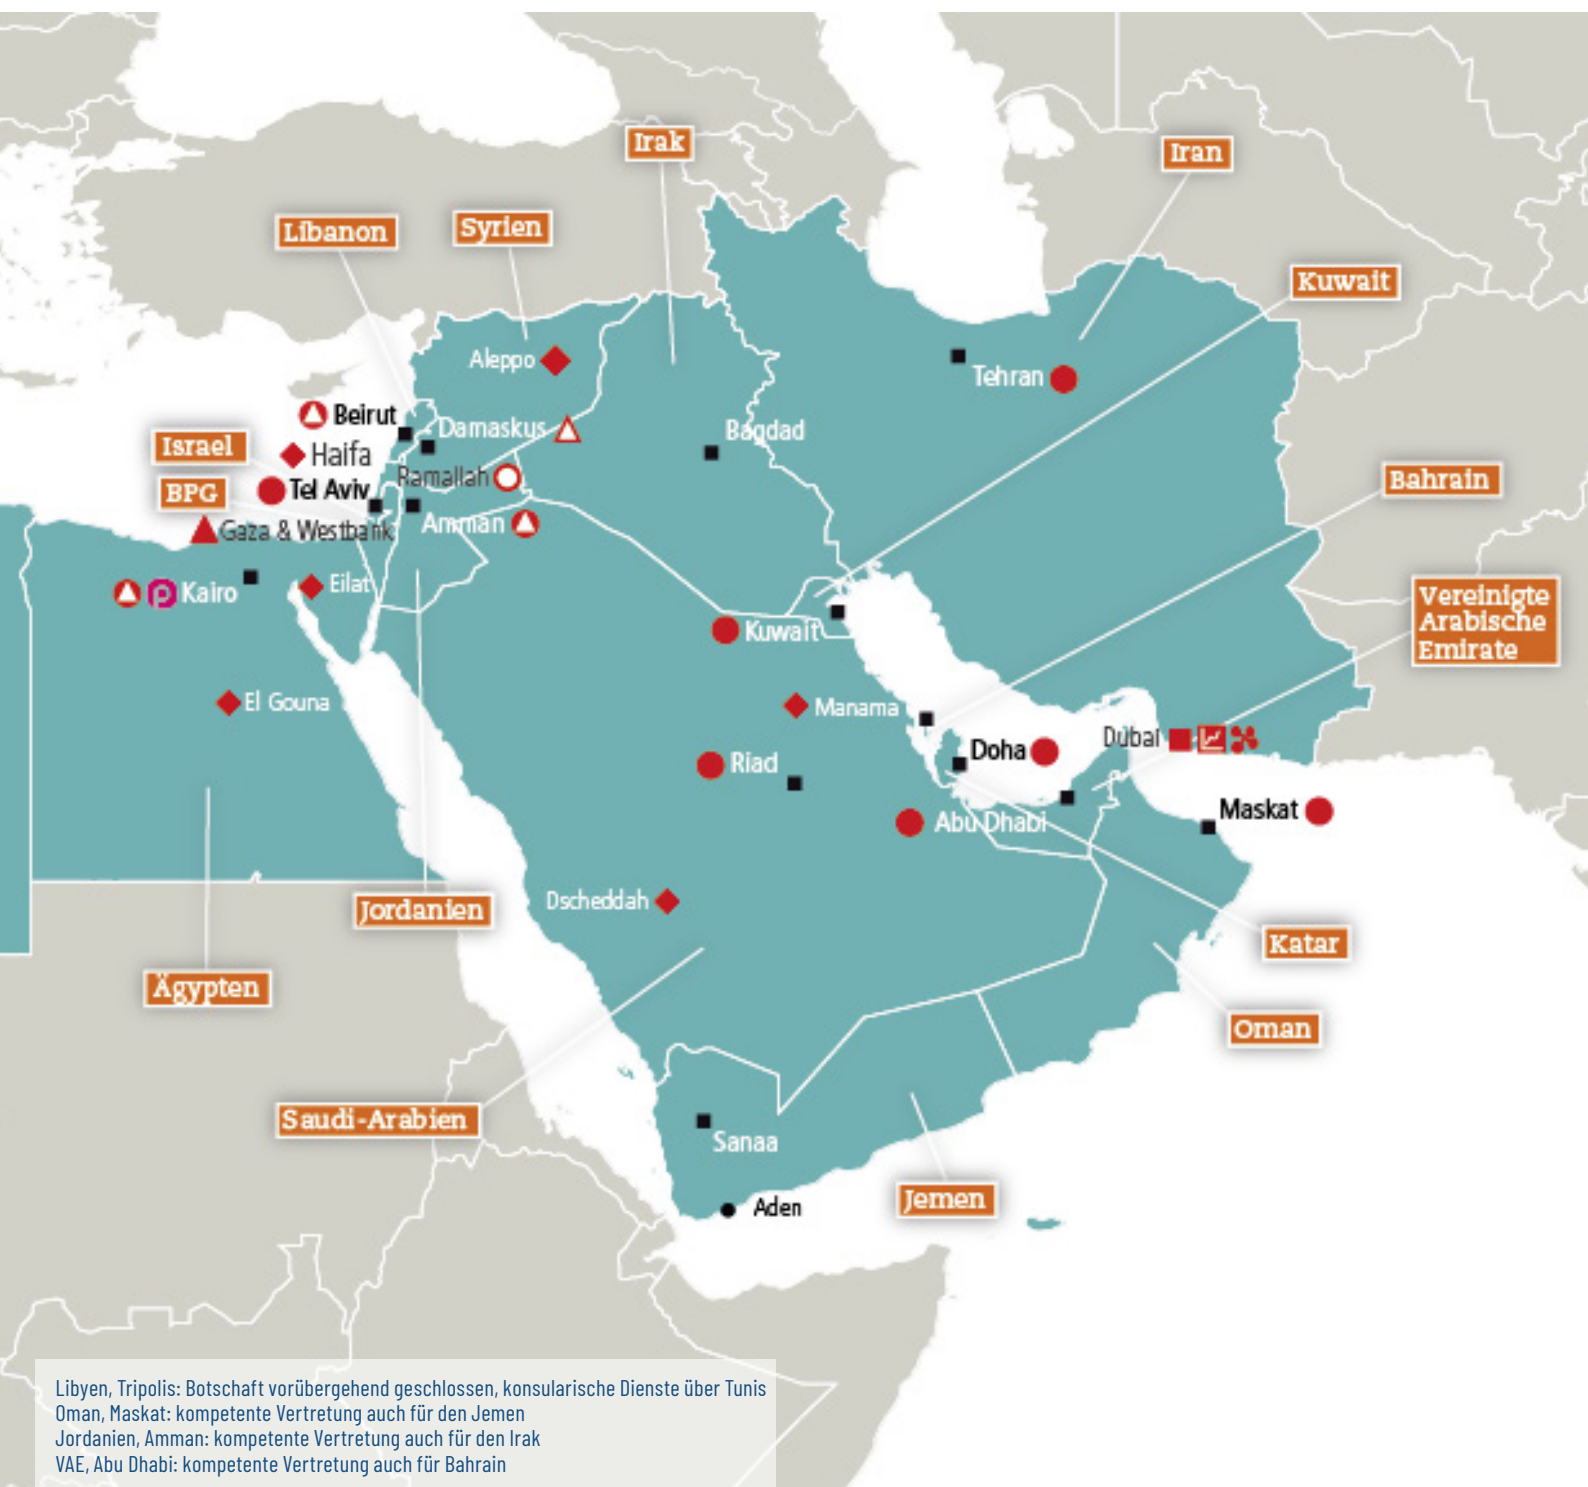 Irak
Iran
Libanon
Syrien
Kuwait
Aleppo
Tehran
Beirut
Damaskus
Bagdad
Israel
Haifa
Ramallah
Bahrain
BPG
Tel Aviv
Gaza & Westbank
Amman
Kairo
Eilat
Vereinigte
Arabische
Emirate
Kuwait
El Gouna
Manama
Doha
Dubai
Riad
Abu Dhabi
Maskat
Dscheddah
Jordanien
Katar
Ägypten
Oman
Saudi-Arabien
Sanaa
Jemen
Aden
Libyen, Tripolis: Botschaft vorübergehend geschlossen, konsularische Dienste über Tunis
Oman, Maskat: kompetente Vertretung auch für den Jemen
Jordanien, Amman: kompetente Vertretung auch für den Irak
VAE, Abu Dhabi: kompetente Vertretung auch für Bahrain